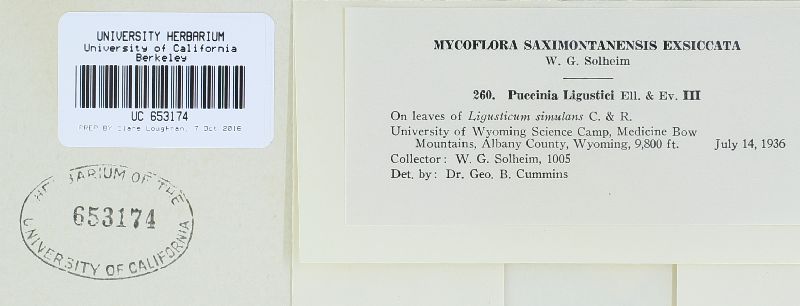 UNIVERSITY HERBARIUM
University of California
Berkeley
UC 653174
PREP BY Clare Loughran, 7 Oct 2016
HERBARIUM OF THE
653174
UNIVERSITY OF CALIFORNIA
MYCOFLORA SAXIMONTANENSIS EXSICCATA
W. G. Solheim
260. Puccinia Ligustici Ell. & Ev. III
On leaves of Ligusticum simulans C. & R.
University of Wyoming Science Camp, Medicine Bow
Mountains, Albany County, Wyoming, 9,800 ft. July 14, 1936
Collector: W. G. Solheim, 1005
Det. by: Dr. Geo. B. Cummins